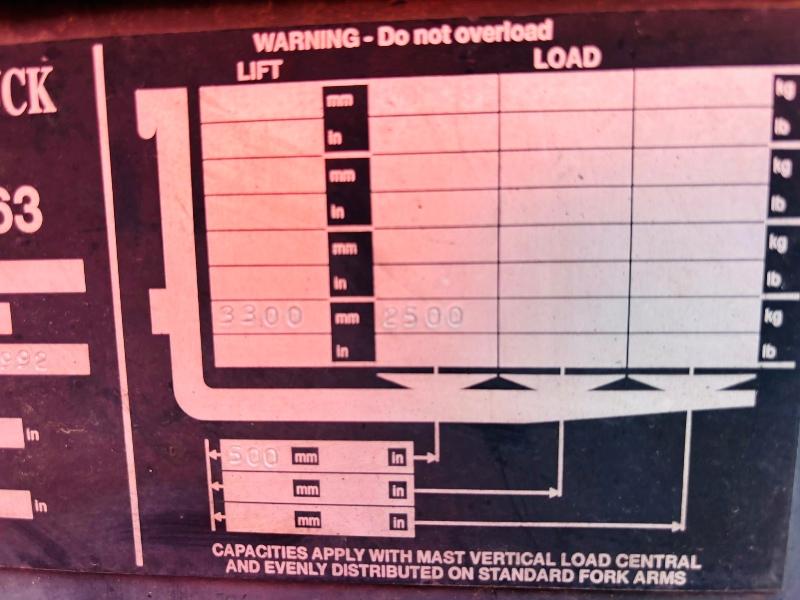 WARNING - Do not overload
LIFT LOAD
UCK
63
992
in
in
mm kg
in lb
mm kg
in lb
mm kg
in lb
3300 mm 2500 kg
in lb
500 mm in
mm in
mm in
CAPACITIES APPLY WITH MAST VERTICAL LOAD CENTRAL
AND EVENLY DISTRIBUTED ON STANDARD FORK ARMS